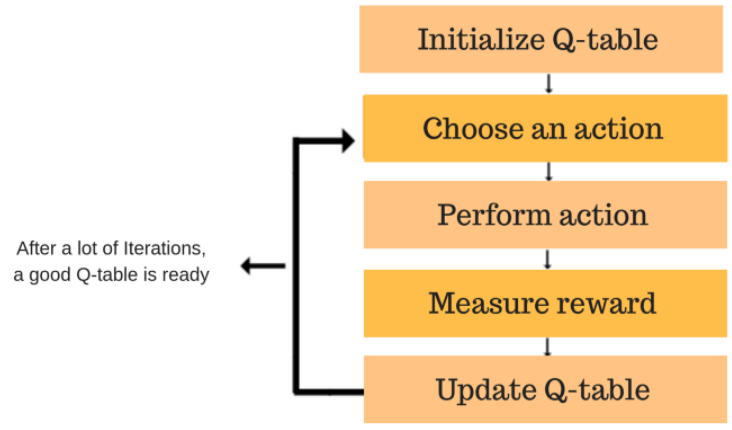 Initialize Q-table
Choose an action
Perform action
Measure reward
Update Q-table
After a lot of Iterations,
a good Q-table is ready